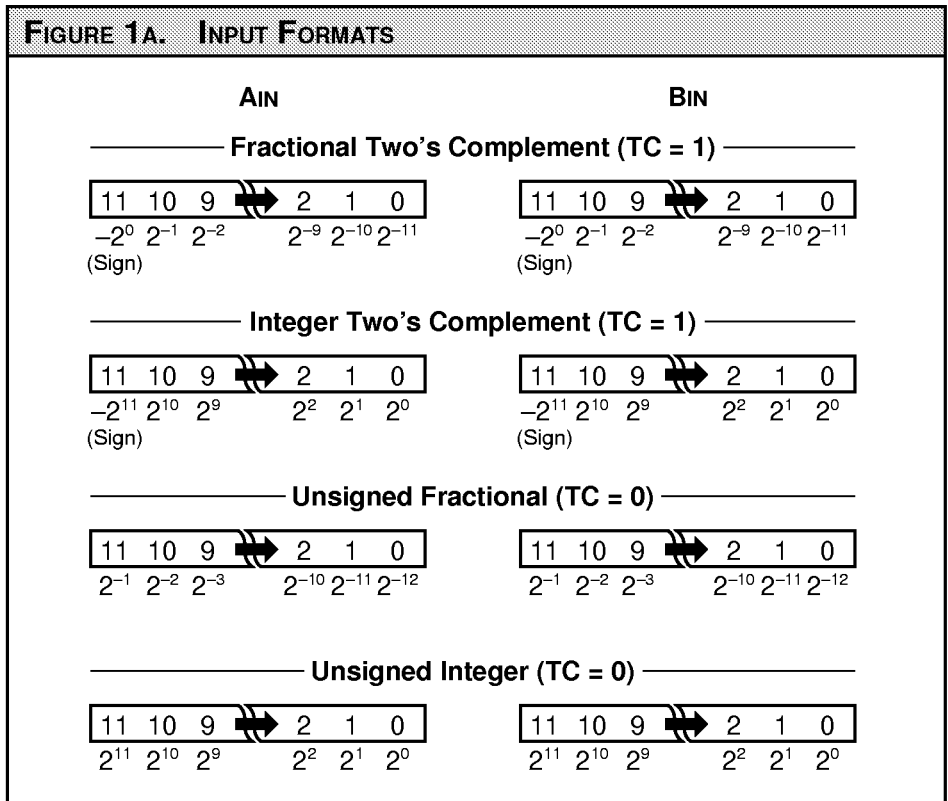 FIGURE 1A. INPUT FORMATS
AIN BIN
Fractional Two's Complement (TC = 1)
11 10 9 2 1 0 11 10 9 2 1 0
–2⁰ 2⁻¹ 2⁻² 2⁻⁹ 2⁻¹⁰ 2⁻¹¹ –2⁰ 2⁻¹ 2⁻² 2⁻⁹ 2⁻¹⁰ 2⁻¹¹
(Sign) (Sign)
Integer Two's Complement (TC = 1)
11 10 9 2 1 0 11 10 9 2 1 0
–2¹¹ 2¹⁰ 2⁹ 2² 2¹ 2⁰ –2¹¹ 2¹⁰ 2⁹ 2² 2¹ 2⁰
(Sign) (Sign)
Unsigned Fractional (TC = 0)
11 10 9 2 1 0 11 10 9 2 1 0
2⁻¹ 2⁻² 2⁻³ 2⁻¹⁰ 2⁻¹¹ 2⁻¹² 2⁻¹ 2⁻² 2⁻³ 2⁻¹⁰ 2⁻¹¹ 2⁻¹²
Unsigned Integer (TC = 0)
11 10 9 2 1 0 11 10 9 2 1 0
2¹¹ 2¹⁰ 2⁹ 2² 2¹ 2⁰ 2¹¹ 2¹⁰ 2⁹ 2² 2¹ 2⁰